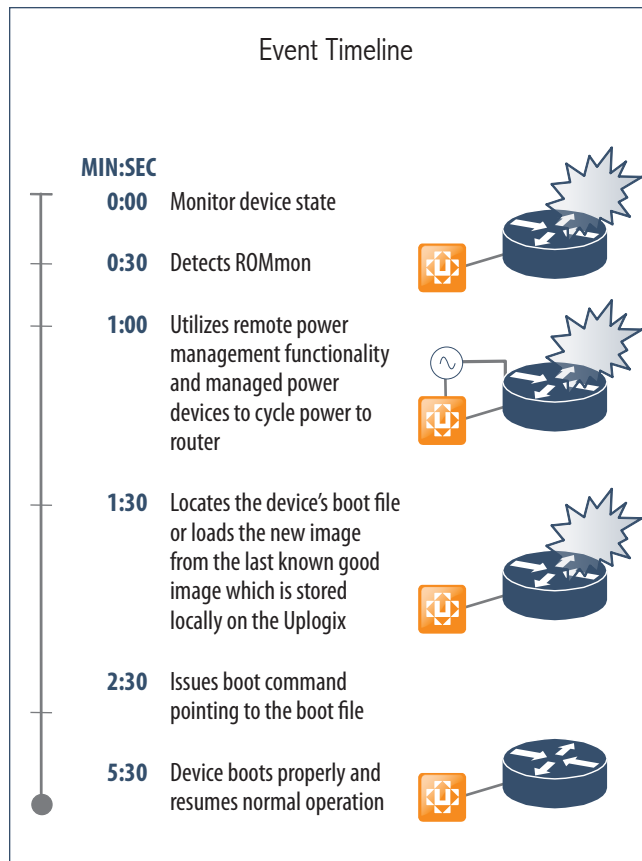 Event Timeline
MIN:SEC
0:00 Monitor device state
0:30 Detects ROMmon
1:00 Utilizes remote power
management functionality
and managed power
devices to cycle power to
router
1:30 Locates the device's boot file
or loads the new image
from the last known good
image which is stored
locally on the Uplogix
2:30 Issues boot command
pointing to the boot file
5:30 Device boots properly and
resumes normal operation